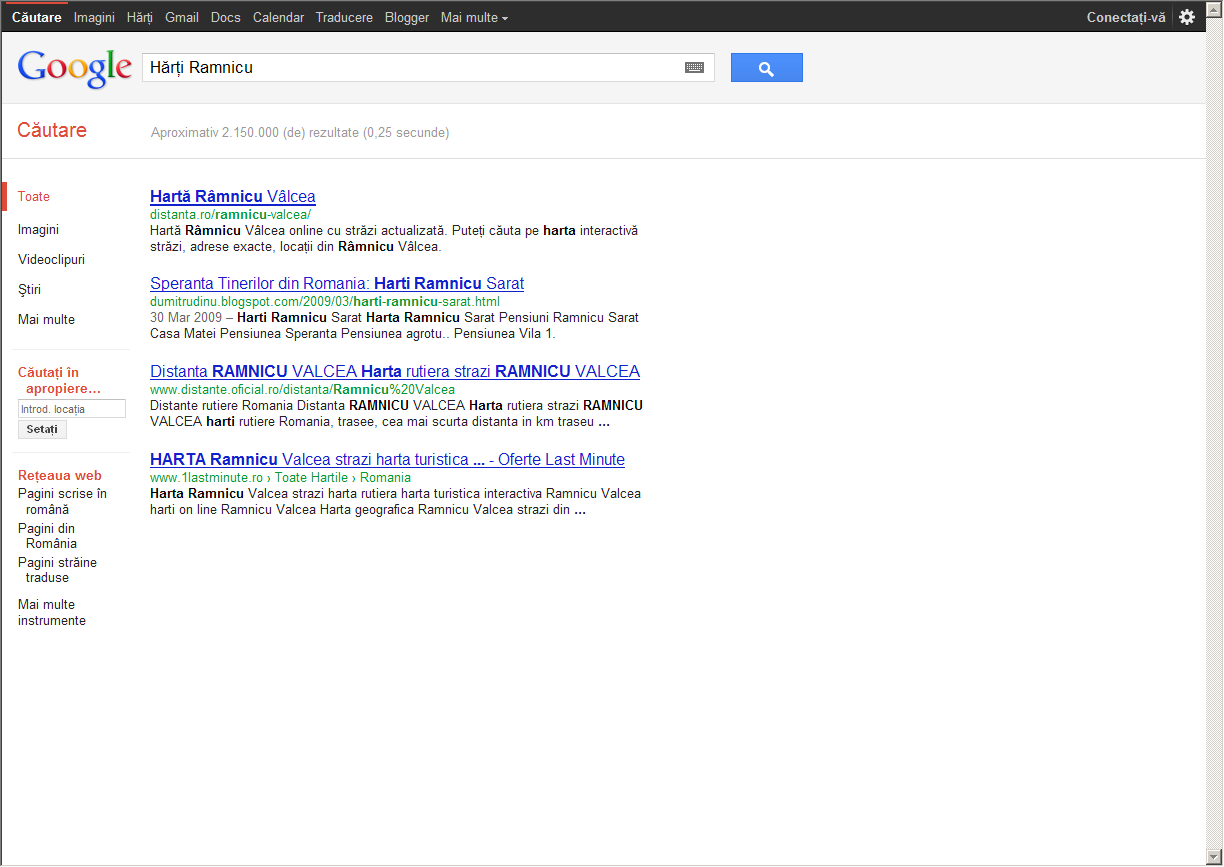 Căutare Imagini Hărți Gmail Docs Calendar Traducere Blogger Mai multe Conectați-vă
Google
Hărți Ramnicu
Căutare
Aproximativ 2.150.000 (de) rezultate (0,25 secunde)
Toate
Imagini
Videoclipuri
Știri
Mai multe
Căutați în
apropiere...
Introd. locația
Setați
Rețeaua web
Pagini scrise în
română
Pagini din
România
Pagini străine
traduse
Mai multe
instrumente
Hartă Râmnicu Vâlcea
distanta.ro/ramnicu-valcea/
Hartă Râmnicu Vâlcea online cu străzi actualizată. Puteți căuta pe harta interactivă
străzi, adrese exacte, locații din Râmnicu Vâlcea.
Speranta Tinerilor din Romania: Harti Ramnicu Sarat
dumitrudinu.blogspot.com/2009/03/harti-ramnicu-sarat.html
30 Mar 2009 – Harti Ramnicu Sarat Harta Ramnicu Sarat Pensiuni Ramnicu Sarat
Casa Matei Pensiunea Speranta Pensiunea agrotu.. Pensiunea Vila 1.
Distanta RAMNICU VALCEA Harta rutiera strazi RAMNICU VALCEA
www.distante.oficial.ro/distanta/Ramnicu%20Valcea
Distante rutiere Romania Distanta RAMNICU VALCEA Harta rutiera strazi RAMNICU
VALCEA harti rutiere Romania, trasee, cea mai scurta distanta in km traseu ...
HARTA Ramnicu Valcea strazi harta turistica ... - Oferte Last Minute
www.1lastminute.ro › Toate Hartile › Romania
Harta Ramnicu Valcea strazi harta rutiera harta turistica interactiva Ramnicu Valcea
harti on line Ramnicu Valcea Harta geografica Ramnicu Valcea strazi din ...